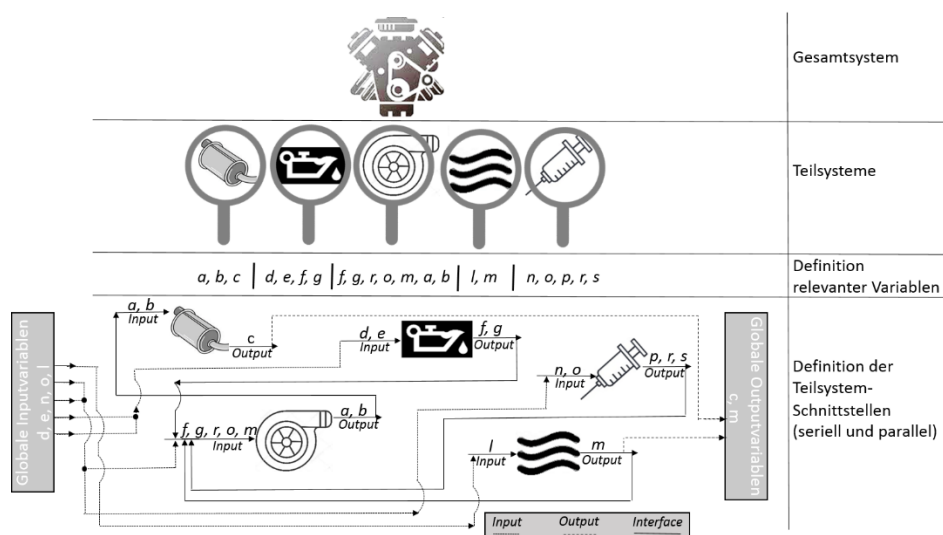 Gesamtsystem
Teilsysteme
a, b, c | d, e, f, g | f, g, r, o, m, a, b | l, m | n, o, p, r, s
Definition
relevanter Variablen
Globale Inputvariablen
d, e, n, o, l
a, b
Input
c
Output
d, e
Input
f, g
Output
n, o
Input
p, r, s
Output
f, g, r, o, m
Input
a, b
Output
l
Input
m
Output
Globale Outputvariablen
c, m
Definition der
Teilsystem-
Schnittstellen
(seriell und parallel)
Input Output Interface